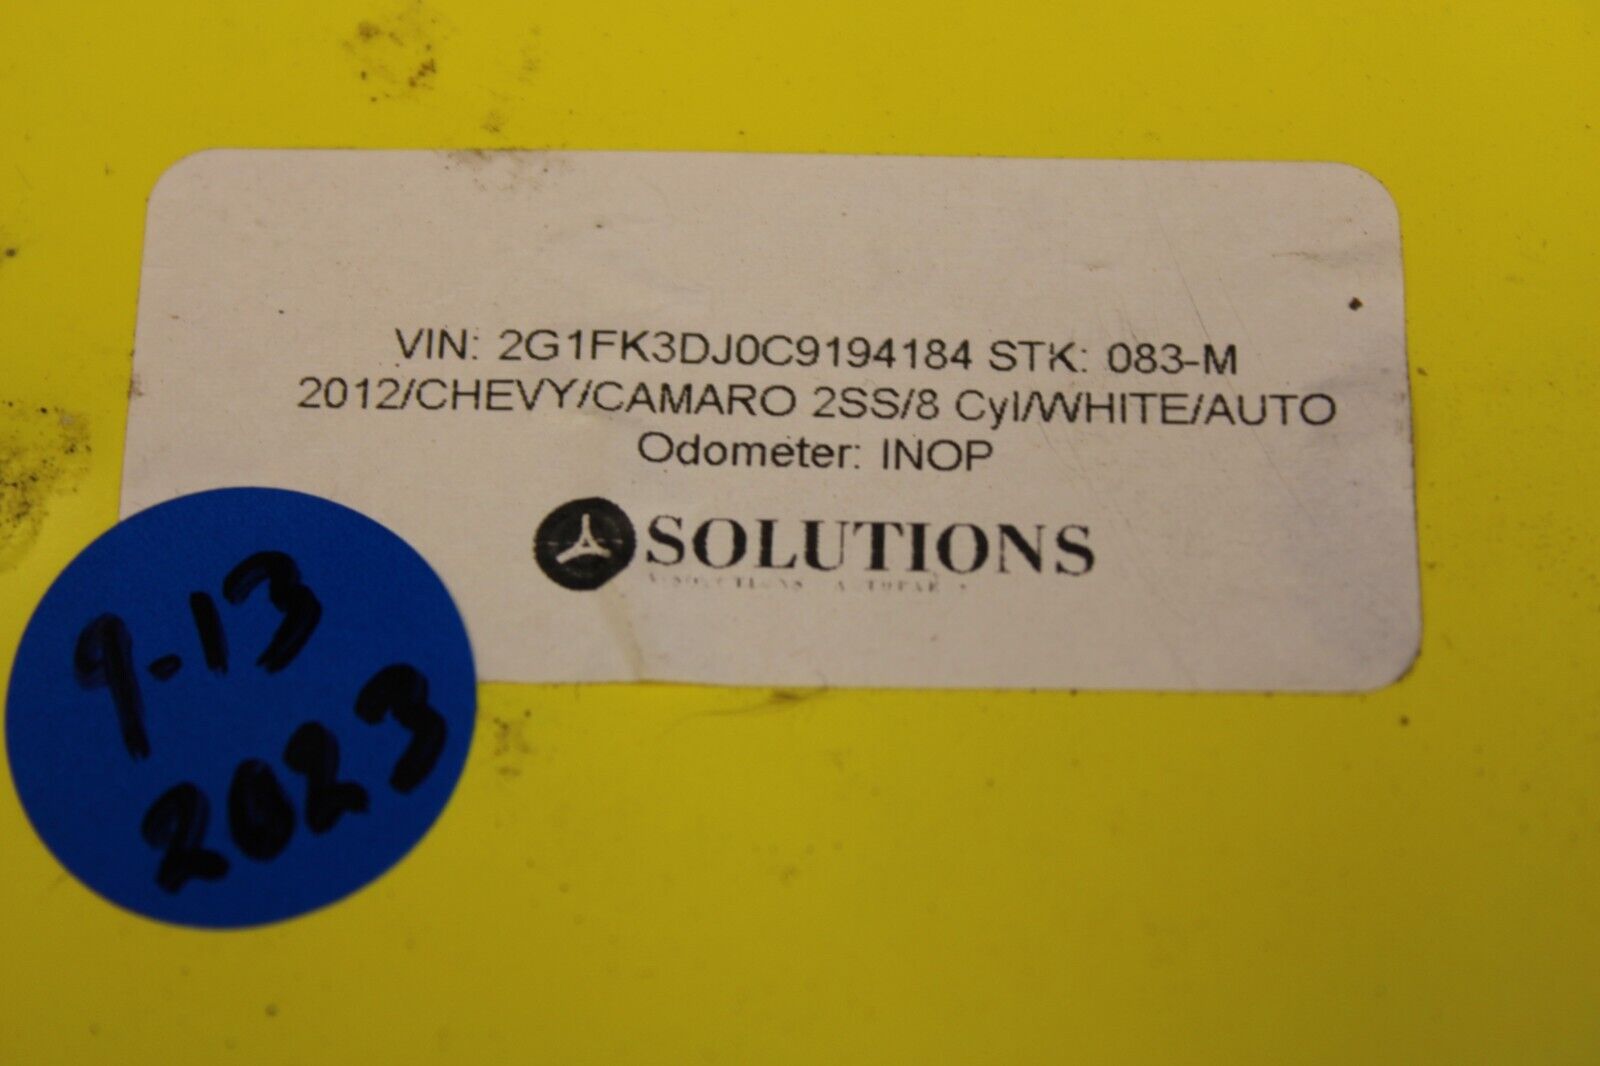 VIN: 2G1FK3DJ0C9194184 STK: 083-M
2012/CHEVY/CAMARO 2SS/8 Cyl/WHITE/AUTO
Odometer: INOP
SOLUTIONS
9-13
2023